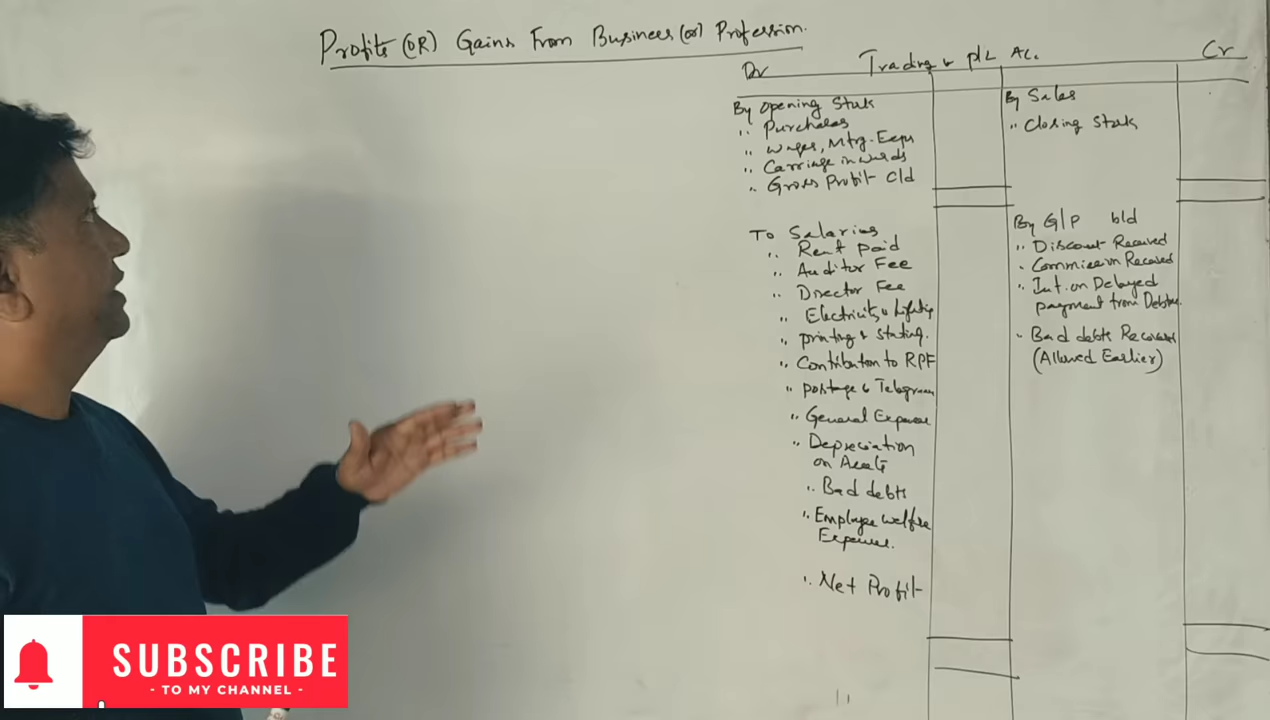 Profits (OR) Gains From Business (or) Profession.
Dr Trading & P/L Ac. Cr
By Opening Stock
" Purchases
" Wages, Mfg. Exps
" Carriage inwards
" Gross Profit C/d
To Salaries
" Rent paid
" Auditor Fee
" Director Fee
" Electricity & Lighting
" printing & stating.
" Contribution to RPF
" postage & Telegram
" General Expense
" Depreciation
on Assets
" Bad debts
" Employee welfare
Expenses.
" Net Profit
By Sales
" Closing Stock
By G/P b/d
" Discount Received
" Commission Received
" Int. on Delayed
payment from Debtors
" Bad debts Recovered
(Allowed Earlier)
SUBSCRIBE
- TO MY CHANNEL -